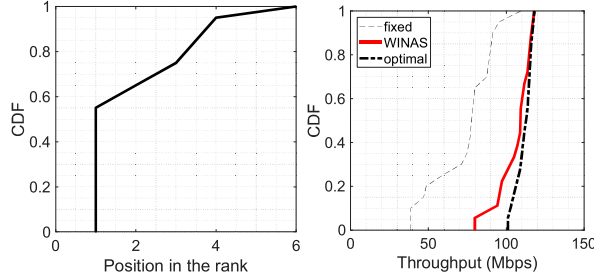 1
0.8
0.6
0.4
0.2
0
CDF
0 2 4 6
Position in the rank
1
0.8
0.6
0.4
0.2
0
CDF
fixed
WINAS
optimal
0 50 100 150
Throughput (Mbps)